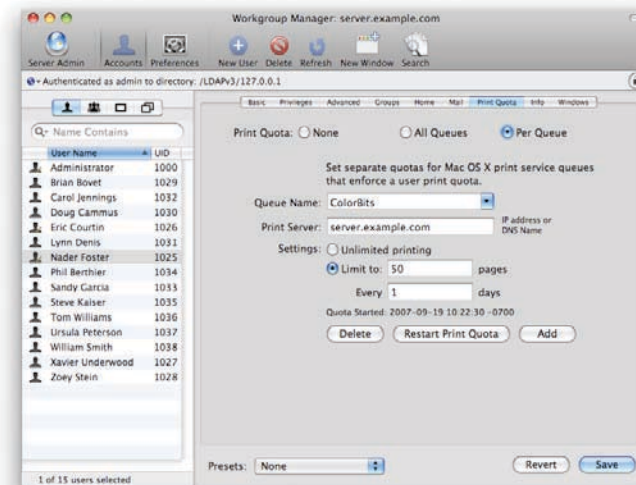 Workgroup Manager: server.example.com
Server Admin Accounts Preferences New User Delete Refresh New Window Search
Authenticated as admin to directory: /LDAPv3/127.0.0.1
Basic Privileges Advanced Groups Home Mail Print Quota Info Windows
Name Contains
Print Quota: None All Queues Per Queue
User Name UID
Administrator 1000
Brian Bovet 1029
Carol Jennings 1032
Doug Cammus 1030
Eric Courtin 1026
Lynn Denis 1031
Nader Foster 1025
Phil Berthier 1034
Sandy Garcia 1033
Steve Kaiser 1035
Tom Williams 1036
Ursula Peterson 1037
William Smith 1038
Xavier Underwood 1027
Zoey Stein 1028
Set separate quotas for Mac OS X print service queues
that enforce a user print quota.
Queue Name: ColorBits
Print Server: server.example.com IP address or
DNS Name
Settings: Unlimited printing
Limit to: 50 pages
Every 1 days
Quota Started: 2007-09-19 10:22:30 -0700
Delete Restart Print Quota Add
Presets: None Revert Save
1 of 15 users selected